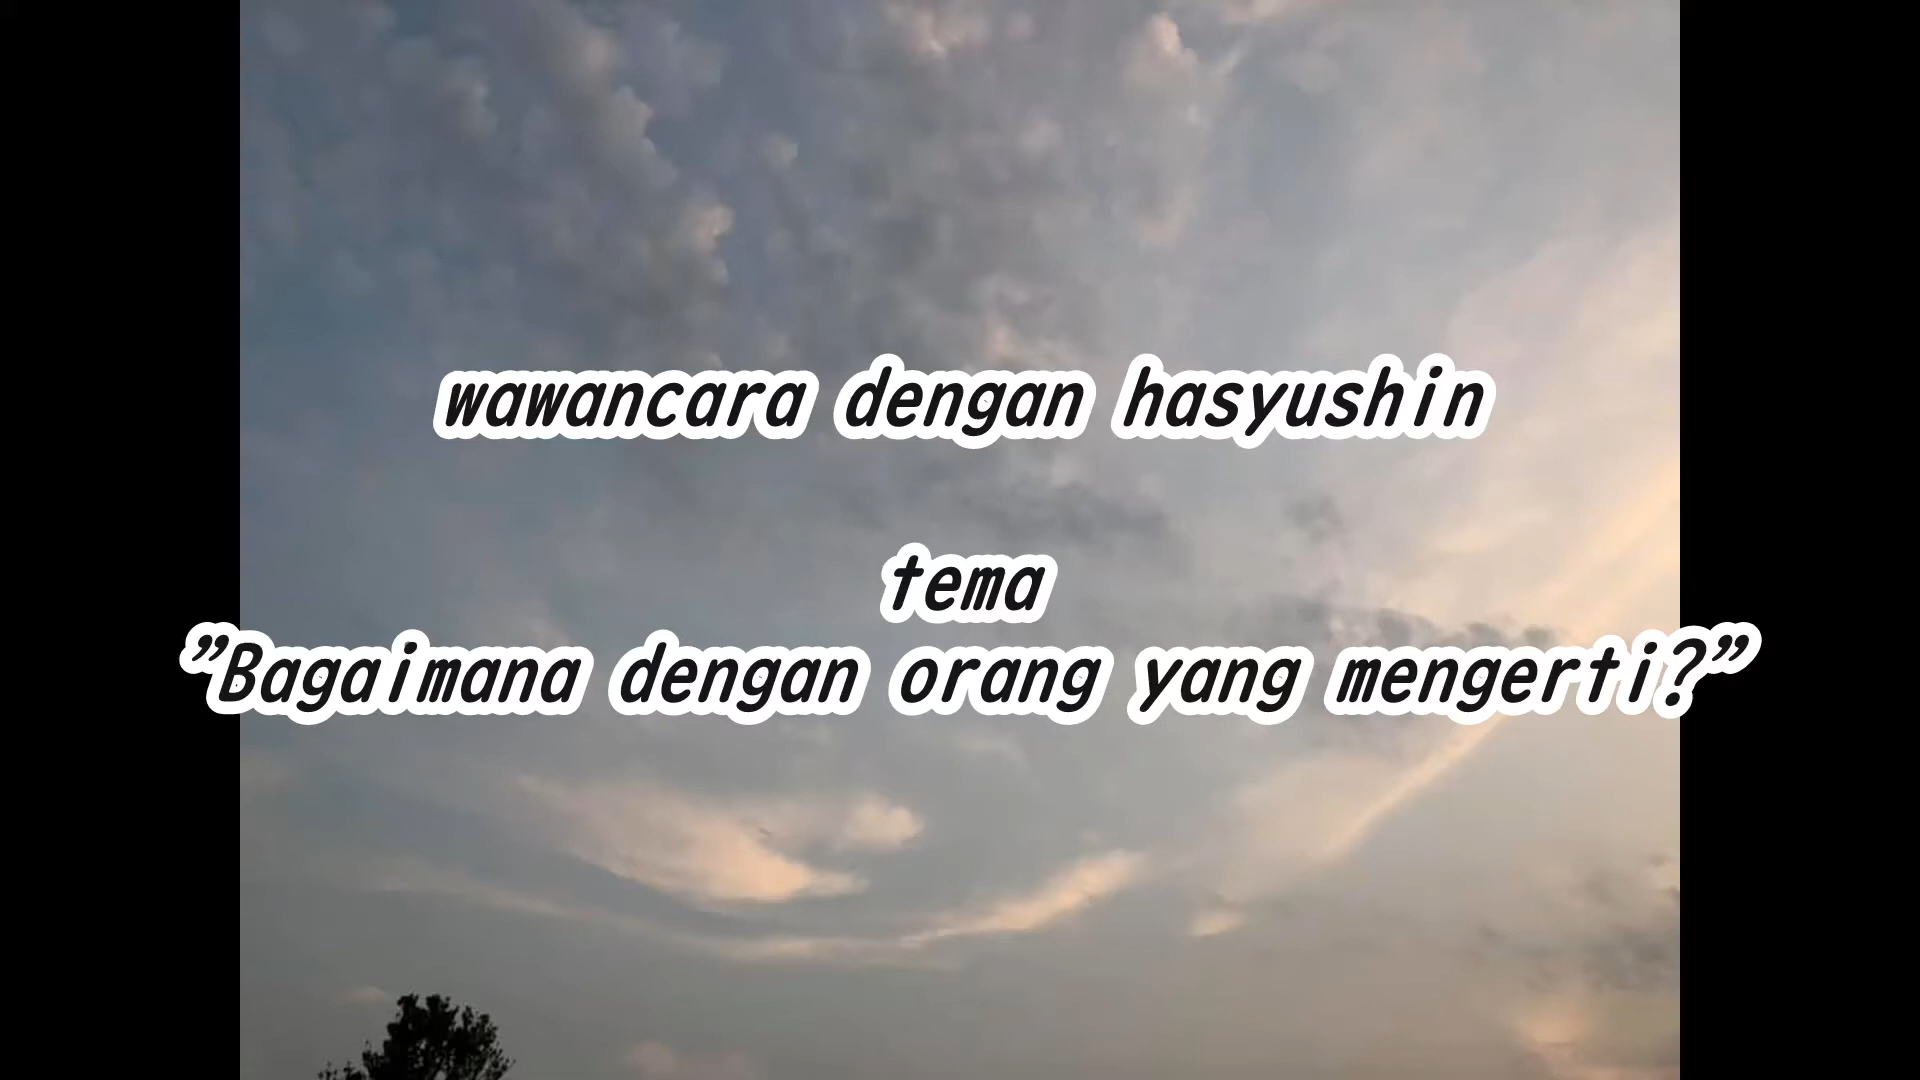 wawancara dengan hasyushin
tema
”Bagaimana dengan orang yang mengerti?”